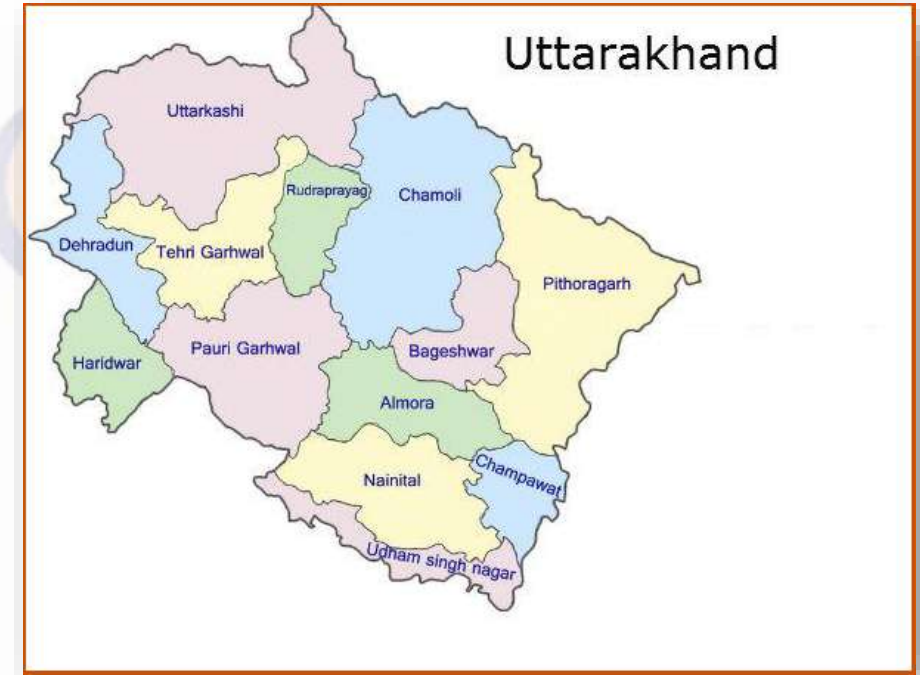 Uttarakhand
Uttarkashi
Rudraprayag
Chamoli
Dehradun
Tehri Garhwal
Pithoragarh
Pauri Garhwal
Bageshwar
Haridwar
Almora
Nainital
Champawat
Udham singh nagar